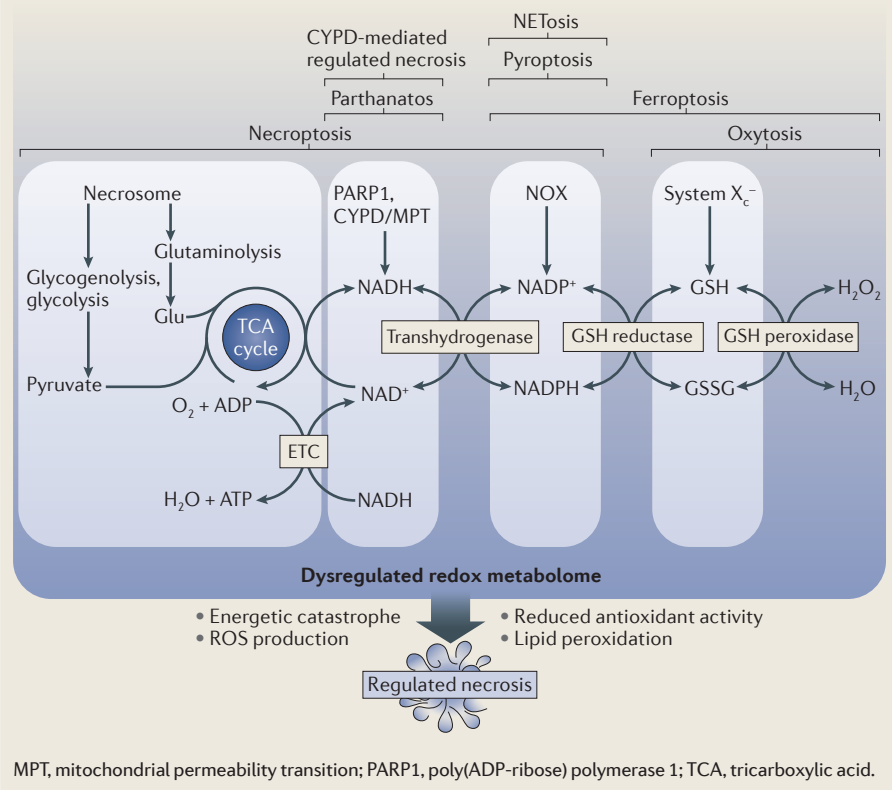 NETosis
CYPD-mediated
regulated necrosis
Pyroptosis
Parthanatos
Ferroptosis
Necroptosis
Oxytosis
Necrosome
PARP1,
CYPD/MPT
NOX
System Xc−
Glutaminolysis
Glycogenolysis,
glycolysis
Glu
NADH
NADP+
GSH
H2O2
TCA
cycle
Transhydrogenase
GSH reductase
GSH peroxidase
Pyruvate
O2 + ADP
NAD+
NADPH
GSSG
H2O
ETC
H2O + ATP
NADH
Dysregulated redox metabolome
• Energetic catastrophe
• ROS production
• Reduced antioxidant activity
• Lipid peroxidation
Regulated necrosis
MPT, mitochondrial permeability transition; PARP1, poly(ADP-ribose) polymerase 1; TCA, tricarboxylic acid.